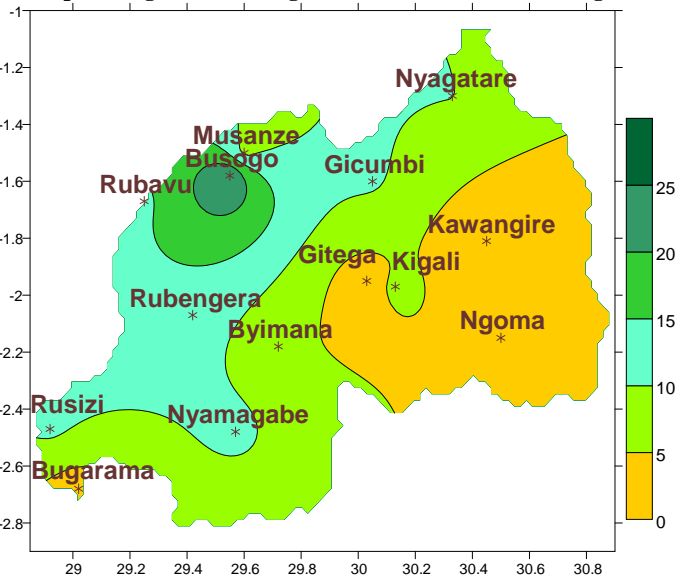 -1
-1.2
-1.4
-1.6
-1.8
-2
-2.2
-2.4
-2.6
-2.8
29 29.2 29.4 29.6 29.8 30 30.2 30.4 30.6 30.8
Nyagatare
Musanze
Busogo
Gicumbi
Rubavu
Kawangire
Gitega
Kigali
Rubengera
Byimana
Ngoma
Rusizi
Nyamagabe
Bugarama
25
20
15
10
5
0